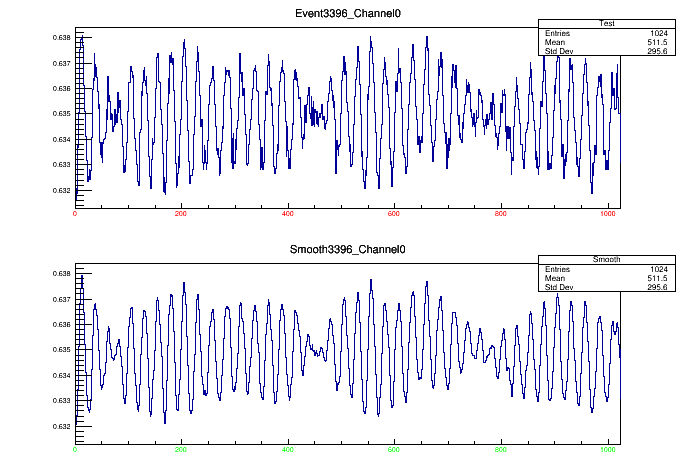 Event3396_Channel0
Test
Entries 1024
Mean 511.5
Std Dev 295.6
0.638
0.637
0.636
0.635
0.634
0.633
0.632
0 200 400 600 800 1000
Smooth3396_Channel0
Smooth
Entries 1024
Mean 511.5
Std Dev 295.6
0.638
0.637
0.636
0.635
0.634
0.633
0.632
0 200 400 600 800 1000